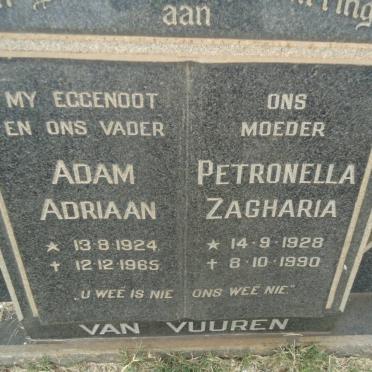 aan
MY EGGENOOT
EN ONS VADER
ADAM
ADRIAAN
★ 13·8·1924
+ 12·12·1965
ONS
MOEDER
PETRONELLA
ZAGHARIA
★ 14·9·1928
+ 8·10·1990
„U WEE IS NIE ONS WEE NIE."
VAN VUUREN